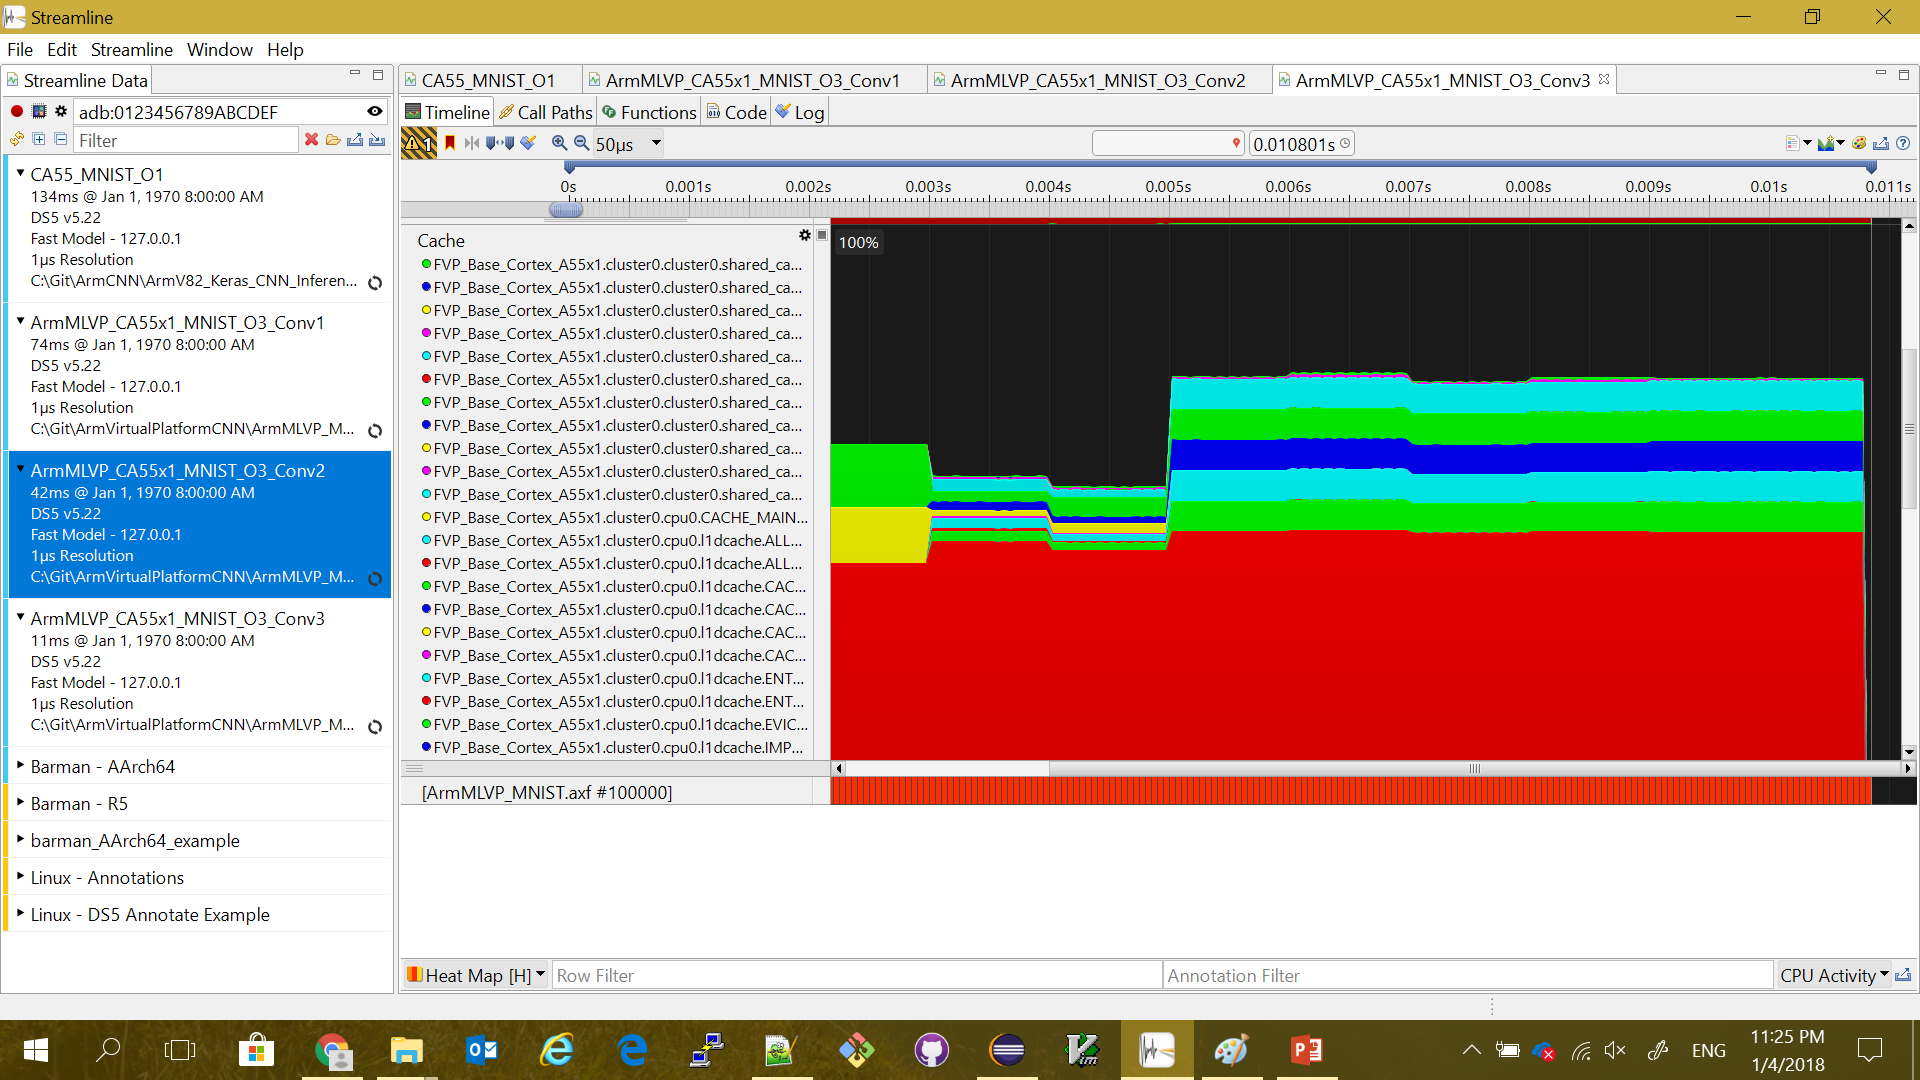 Streamline
File Edit Streamline Window Help
Streamline Data
adb:0123456789ABCDEF
Filter
CA55_MNIST_O1
134ms @ Jan 1, 1970 8:00:00 AM
DS5 v5.22
Fast Model - 127.0.0.1
1µs Resolution
C:\Git\ArmCNN\ArmV82_Keras_CNN_Inferen...
ArmMLVP_CA55x1_MNIST_O3_Conv1
74ms @ Jan 1, 1970 8:00:00 AM
DS5 v5.22
Fast Model - 127.0.0.1
1µs Resolution
C:\Git\ArmVirtualPlatformCNN\ArmMLVP_M...
ArmMLVP_CA55x1_MNIST_O3_Conv2
42ms @ Jan 1, 1970 8:00:00 AM
DS5 v5.22
Fast Model - 127.0.0.1
1µs Resolution
C:\Git\ArmVirtualPlatformCNN\ArmMLVP_M...
ArmMLVP_CA55x1_MNIST_O3_Conv3
11ms @ Jan 1, 1970 8:00:00 AM
DS5 v5.22
Fast Model - 127.0.0.1
1µs Resolution
C:\Git\ArmVirtualPlatformCNN\ArmMLVP_M...
Barman - AArch64
Barman - R5
barman_AArch64_example
Linux - Annotations
Linux - DS5 Annotate Example
CA55_MNIST_O1 ArmMLVP_CA55x1_MNIST_O3_Conv1 ArmMLVP_CA55x1_MNIST_O3_Conv2 ArmMLVP_CA55x1_MNIST_O3_Conv3
Timeline Call Paths Functions Code Log
1 50µs 0.010801s
0s 0.001s 0.002s 0.003s 0.004s 0.005s 0.006s 0.007s 0.008s 0.009s 0.01s 0.011s
Cache
100%
FVP_Base_Cortex_A55x1.cluster0.cluster0.shared_ca...
FVP_Base_Cortex_A55x1.cluster0.cluster0.shared_ca...
FVP_Base_Cortex_A55x1.cluster0.cluster0.shared_ca...
FVP_Base_Cortex_A55x1.cluster0.cluster0.shared_ca...
FVP_Base_Cortex_A55x1.cluster0.cluster0.shared_ca...
FVP_Base_Cortex_A55x1.cluster0.cluster0.shared_ca...
FVP_Base_Cortex_A55x1.cluster0.cluster0.shared_ca...
FVP_Base_Cortex_A55x1.cluster0.cluster0.shared_ca...
FVP_Base_Cortex_A55x1.cluster0.cluster0.shared_ca...
FVP_Base_Cortex_A55x1.cluster0.cluster0.shared_ca...
FVP_Base_Cortex_A55x1.cluster0.cluster0.shared_ca...
FVP_Base_Cortex_A55x1.cluster0.cpu0.CACHE_MAIN...
FVP_Base_Cortex_A55x1.cluster0.cpu0.l1dcache.ALL...
FVP_Base_Cortex_A55x1.cluster0.cpu0.l1dcache.ALL...
FVP_Base_Cortex_A55x1.cluster0.cpu0.l1dcache.CAC...
FVP_Base_Cortex_A55x1.cluster0.cpu0.l1dcache.CAC...
FVP_Base_Cortex_A55x1.cluster0.cpu0.l1dcache.CAC...
FVP_Base_Cortex_A55x1.cluster0.cpu0.l1dcache.CAC...
FVP_Base_Cortex_A55x1.cluster0.cpu0.l1dcache.ENT...
FVP_Base_Cortex_A55x1.cluster0.cpu0.l1dcache.ENT...
FVP_Base_Cortex_A55x1.cluster0.cpu0.l1dcache.EVIC...
FVP_Base_Cortex_A55x1.cluster0.cpu0.l1dcache.IMP...
[ArmMLVP_MNIST.axf #100000]
Heat Map [H] Row Filter Annotation Filter CPU Activity
ENG
11:25 PM
1/4/2018